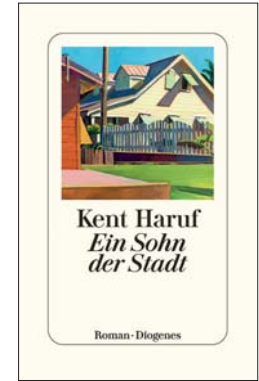 Kent Haruf
Ein Sohn
der Stadt
Roman · Diogenes